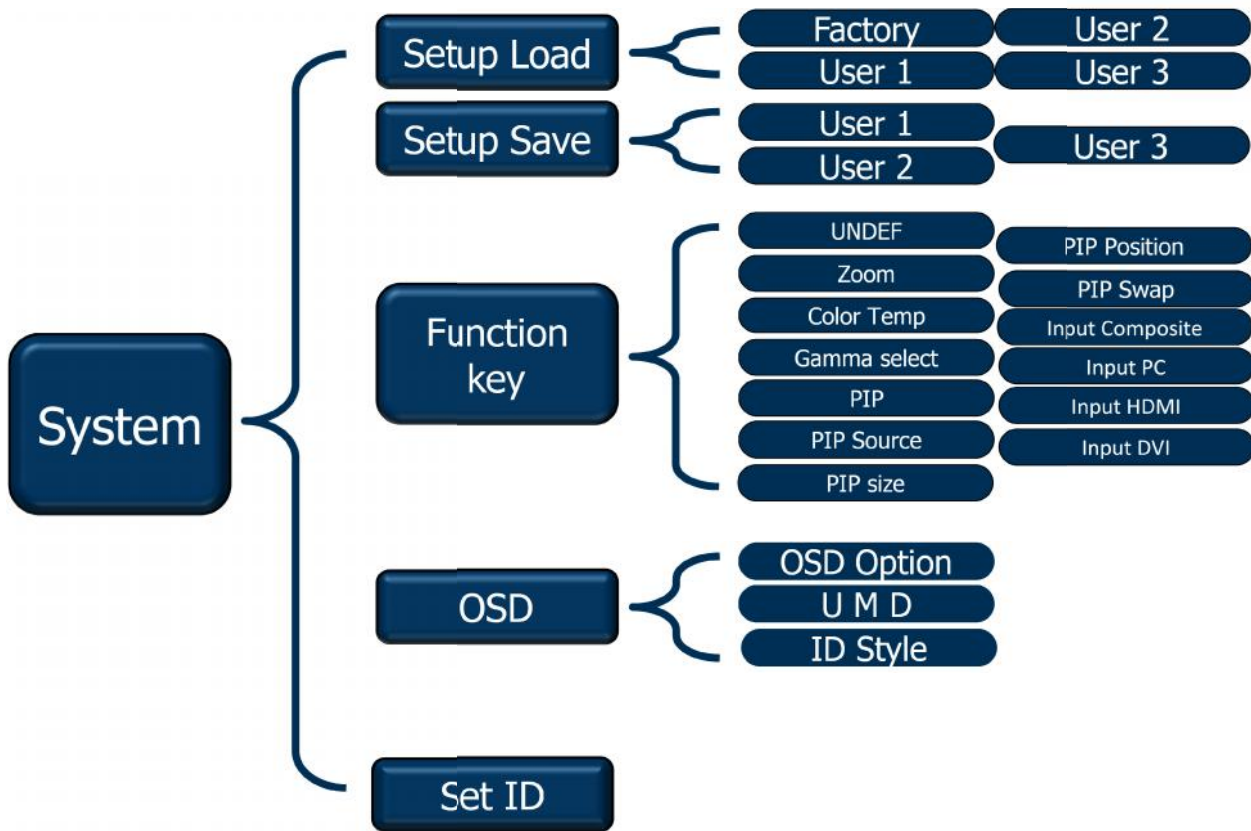 System
Setup Load
Factory
User 1
User 2
User 3
Setup Save
User 1
User 2
User 3
Function
key
UNDEF
Zoom
Color Temp
Gamma select
PIP
PIP Source
PIP size
PIP Position
PIP Swap
Input Composite
Input PC
Input HDMI
Input DVI
OSD
OSD Option
U M D
ID Style
Set ID